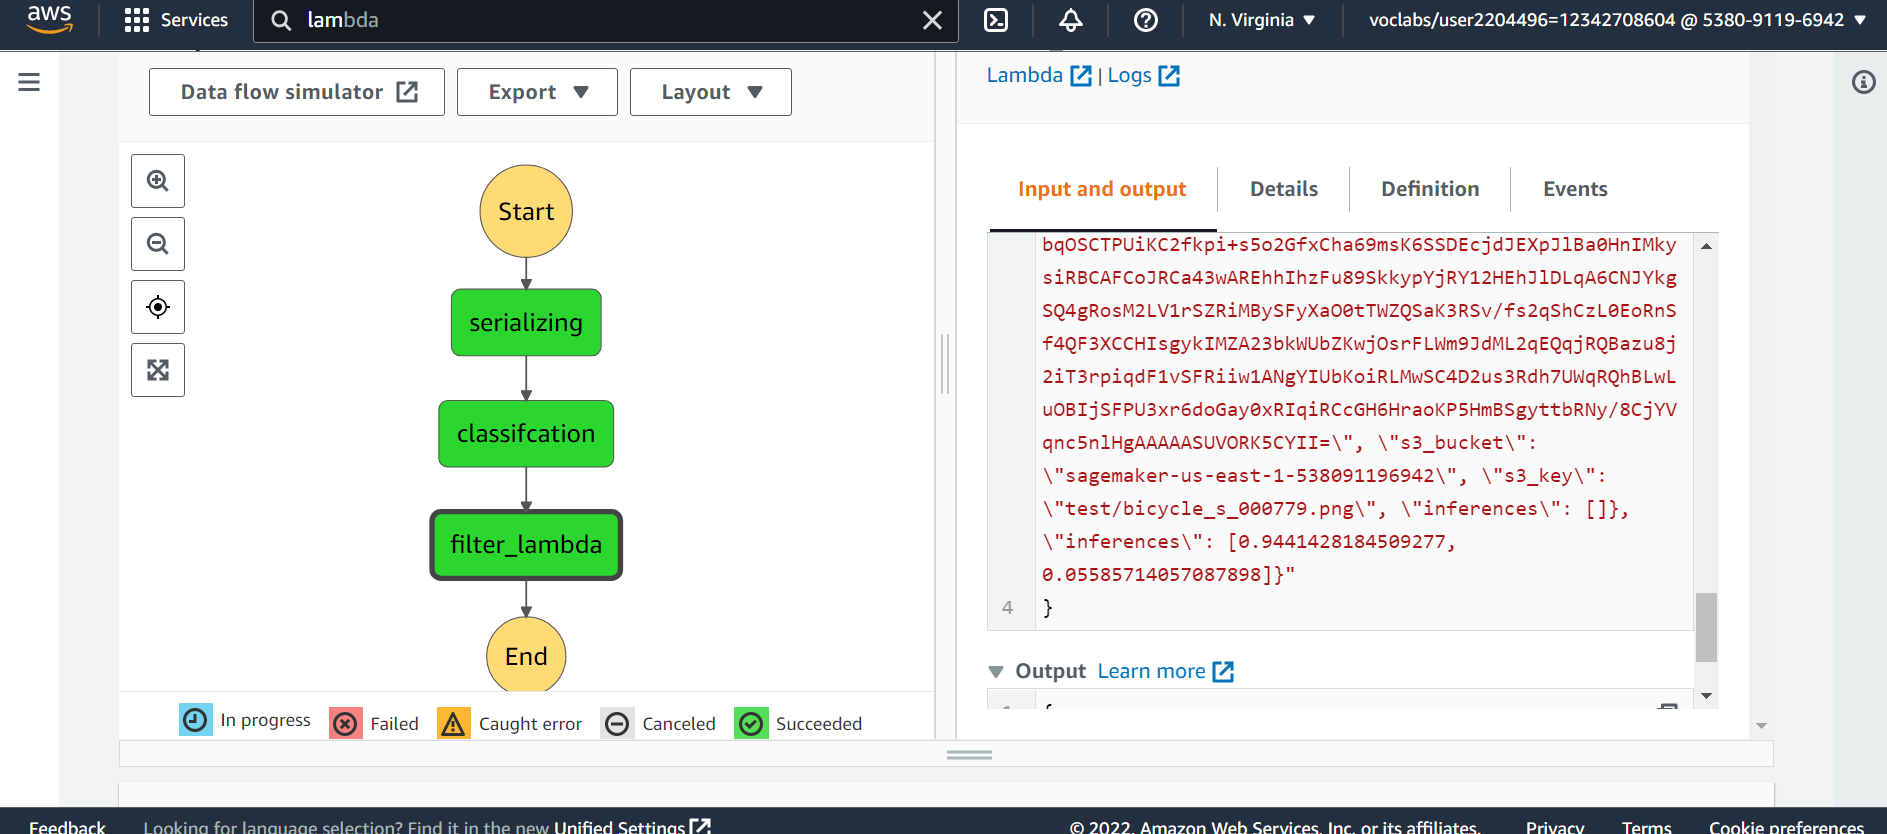 aws
Services
lambda
N. Virginia
voclabs/user2204496=12342708604 @ 5380-9119-6942
Data flow simulator
Export
Layout
Lambda | Logs
Input and output
Details
Definition
Events
Start
serializing
classifcation
filter_lambda
End
bqOSCTPUiKC2fkpi+s5o2GfxCha69msK6SSDEcjdJEXpJlBa0HnIMky
siRBCAFCoJRCa43wAREhhIhzFu89SkkypYjRY12HEhJlDLqA6CNJYkg
SQ4gRosM2LV1rSZRiMBySFyXaO0tTWZQSaK3RSv/fs2qShCzL0EoRnS
f4QF3XCCHIsgykIMZA23bkWUbZKwjOsrFLWm9JdML2qEQqjRQBazu8j
2iT3rpiqdF1vSFRiiw1ANgYIUbKoiRLMwSC4D2us3Rdh7UWqRQhBLwL
uOBIjSFPU3xr6doGay0xRIqiRCcGH6HraoKP5HmBSgyttbRNy/8CjYV
qnc5nlHgAAAAASUVORK5CYII=\", \"s3_bucket\":
\"sagemaker-us-east-1-538091196942\", \"s3_key\":
\"test/bicycle_s_000779.png\", \"inferences\": []},
\"inferences\": [0.9441428184509277,
0.05585714057087898]}"
4 }
Output Learn more
In progress
Failed
Caught error
Canceled
Succeeded
Feedback
Looking for language selection? Find it in the new Unified Settings
© 2022, Amazon Web Services, Inc. or its affiliates.
Privacy
Terms
Cookie preferences